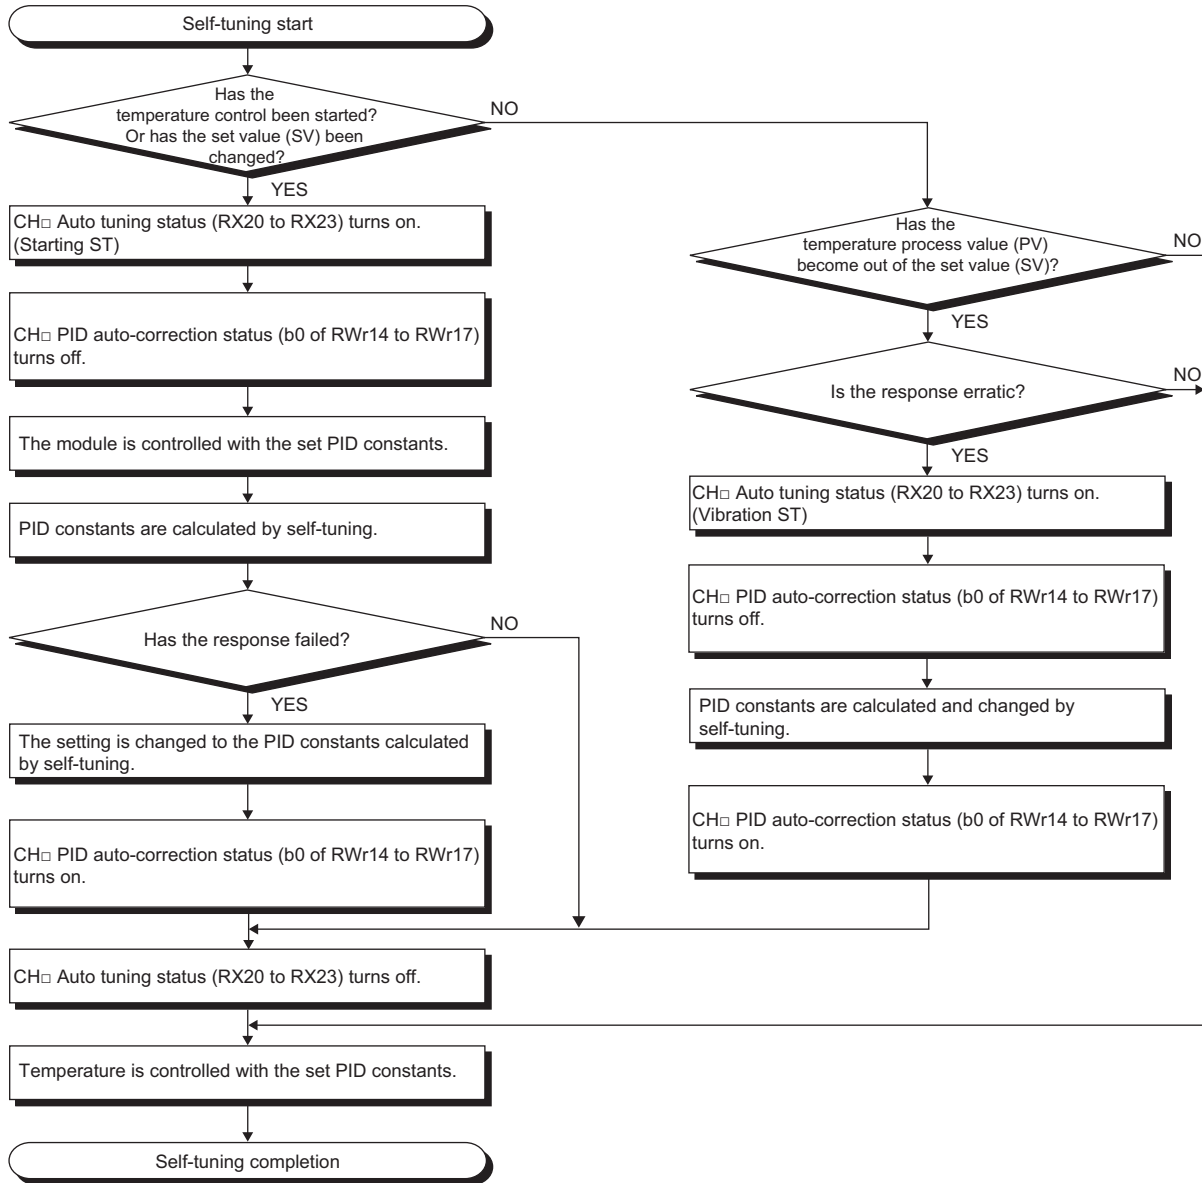 Self-tuning start
Has the
temperature control been started?
Or has the set value (SV) been
changed?
NO
YES
CH□ Auto tuning status (RX20 to RX23) turns on.
(Starting ST)
CH□ PID auto-correction status (b0 of RWr14 to RWr17)
turns off.
The module is controlled with the set PID constants.
PID constants are calculated by self-tuning.
Has the response failed?
NO
YES
The setting is changed to the PID constants calculated
by self-tuning.
CH□ PID auto-correction status (b0 of RWr14 to RWr17)
turns on.
Has the
temperature process value (PV)
become out of the set value (SV)?
NO
YES
Is the response erratic?
NO
YES
CH□ Auto tuning status (RX20 to RX23) turns on.
(Vibration ST)
CH□ PID auto-correction status (b0 of RWr14 to RWr17)
turns off.
PID constants are calculated and changed by
self-tuning.
CH□ PID auto-correction status (b0 of RWr14 to RWr17)
turns on.
CH□ Auto tuning status (RX20 to RX23) turns off.
Temperature is controlled with the set PID constants.
Self-tuning completion